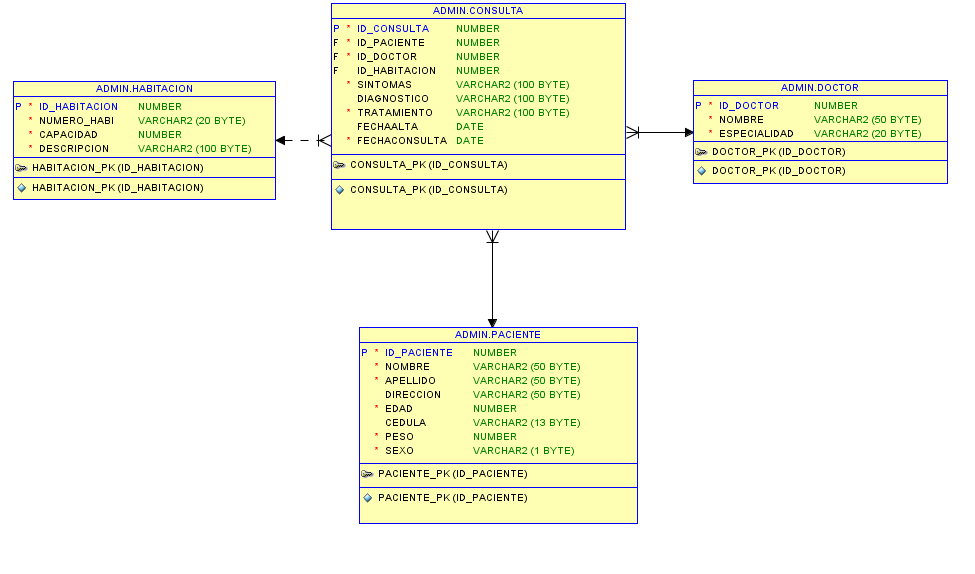 ADMIN.CONSULTA
P * ID_CONSULTA NUMBER
F * ID_PACIENTE NUMBER
F * ID_DOCTOR NUMBER
F ID_HABITACION NUMBER
* SINTOMAS VARCHAR2 (100 BYTE)
DIAGNOSTICO VARCHAR2 (100 BYTE)
* TRATAMIENTO VARCHAR2 (100 BYTE)
FECHAALTA DATE
* FECHACONSULTA DATE
CONSULTA_PK (ID_CONSULTA)
CONSULTA_PK (ID_CONSULTA)
ADMIN.HABITACION
P * ID_HABITACION NUMBER
* NUMERO_HABI VARCHAR2 (20 BYTE)
* CAPACIDAD NUMBER
* DESCRIPCION VARCHAR2 (100 BYTE)
HABITACION_PK (ID_HABITACION)
HABITACION_PK (ID_HABITACION)
ADMIN.DOCTOR
P * ID_DOCTOR NUMBER
* NOMBRE VARCHAR2 (50 BYTE)
* ESPECIALIDAD VARCHAR2 (20 BYTE)
DOCTOR_PK (ID_DOCTOR)
DOCTOR_PK (ID_DOCTOR)
ADMIN.PACIENTE
P * ID_PACIENTE NUMBER
* NOMBRE VARCHAR2 (50 BYTE)
* APELLIDO VARCHAR2 (50 BYTE)
DIRECCION VARCHAR2 (50 BYTE)
* EDAD NUMBER
CEDULA VARCHAR2 (13 BYTE)
* PESO NUMBER
* SEXO VARCHAR2 (1 BYTE)
PACIENTE_PK (ID_PACIENTE)
PACIENTE_PK (ID_PACIENTE)